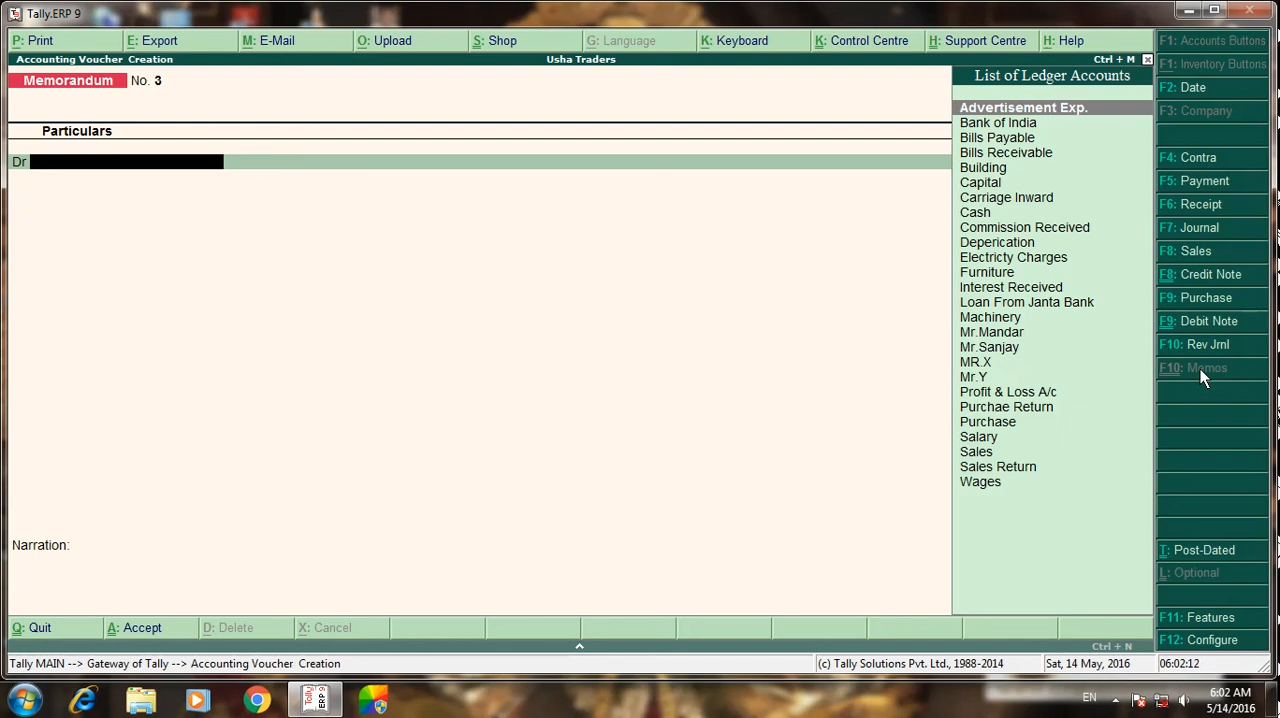 Tally.ERP 9
P: Print
E: Export
M: E-Mail
O: Upload
S: Shop
G: Language
K: Keyboard
K: Control Centre
H: Support Centre
H: Help
F1: Accounts Buttons
Accounting Voucher Creation
Usha Traders
Ctrl + M
F1: Inventory Buttons
Memorandum No. 3
List of Ledger Accounts
F2: Date
F3: Company
Particulars
Dr
Advertisement Exp.
Bank of India
Bills Payable
Bills Receivable
Building
Capital
Carriage Inward
Cash
Commission Received
Deperication
Electricty Charges
Furniture
Interest Received
Loan From Janta Bank
Machinery
Mr.Mandar
Mr.Sanjay
MR.X
Mr.Y
Profit & Loss A/c
Purchae Return
Purchase
Salary
Sales
Sales Return
Wages
F4: Contra
F5: Payment
F6: Receipt
F7: Journal
F8: Sales
F8: Credit Note
F9: Purchase
F9: Debit Note
F10: Rev Jrnl
F10: Memos
T: Post-Dated
L: Optional
F11: Features
F12: Configure
Narration:
Q: Quit
A: Accept
D: Delete
X: Cancel
Ctrl + N
Tally MAIN --> Gateway of Tally --> Accounting Voucher Creation
(c) Tally Solutions Pvt. Ltd., 1988-2014
Sat, 14 May, 2016
06:02:12
Tally
ERP 9
EN
6:02 AM
5/14/2016